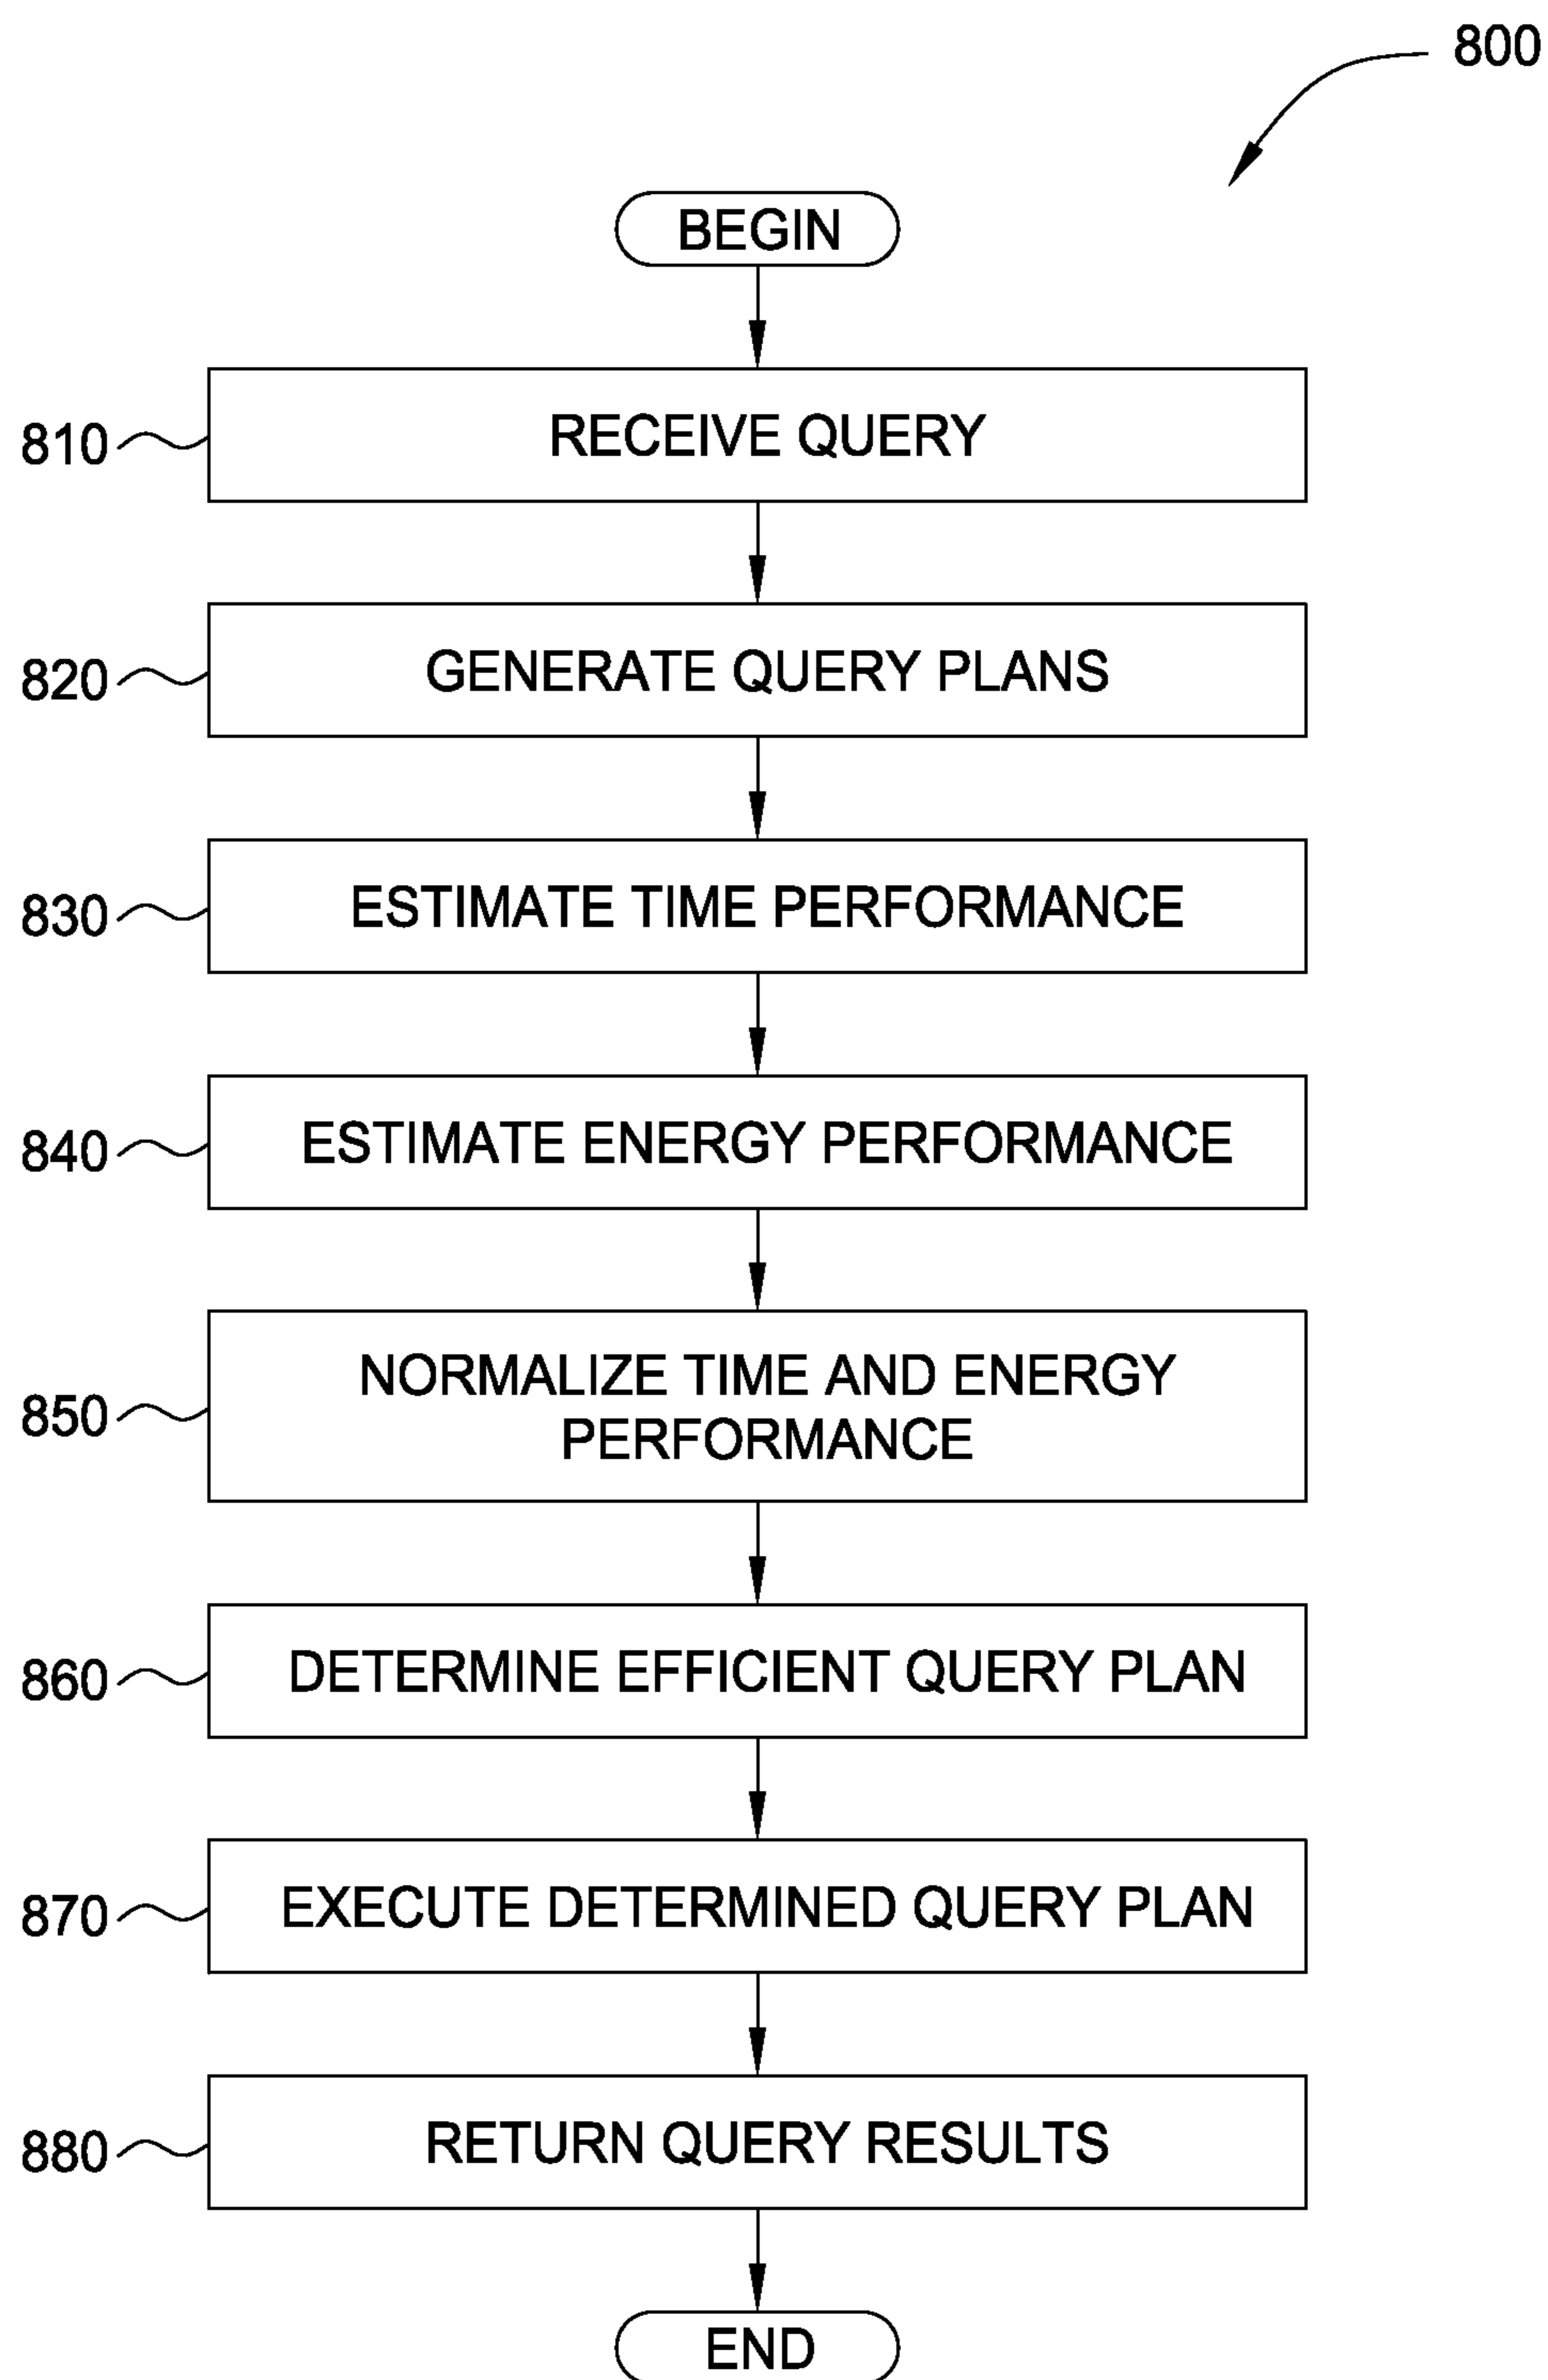 800
BEGIN
810
RECEIVE QUERY
820
GENERATE QUERY PLANS
830
ESTIMATE TIME PERFORMANCE
840
ESTIMATE ENERGY PERFORMANCE
850
NORMALIZE TIME AND ENERGY
PERFORMANCE
860
DETERMINE EFFICIENT QUERY PLAN
870
EXECUTE DETERMINED QUERY PLAN
880
RETURN QUERY RESULTS
END